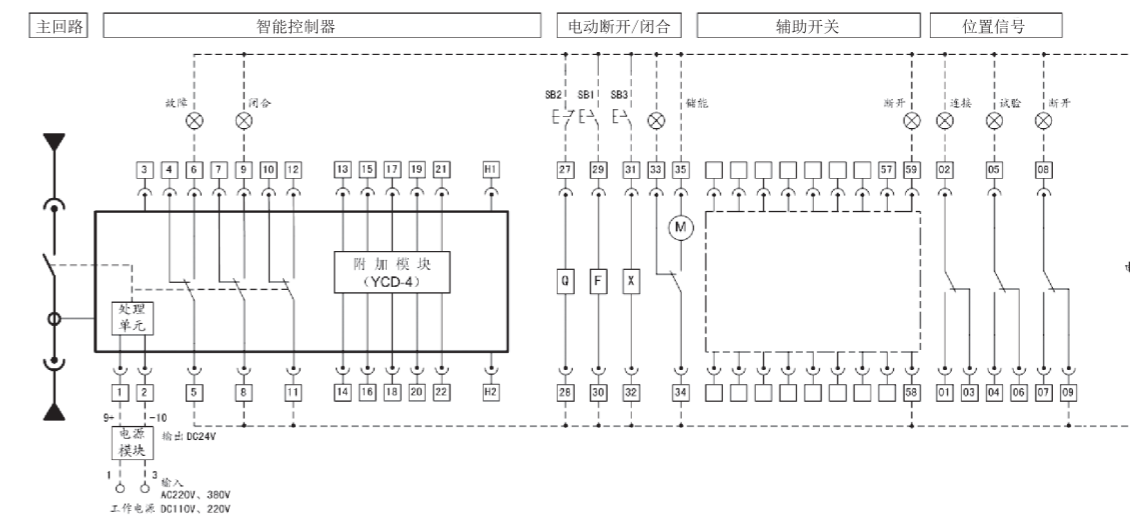 主回路 智能控制器 电动断开/闭合 辅助开关 位置信号
SB2 SB1 SB3
故障 闭合 储能 断开 连接 试验 断开
3 4 6 7 9 10 12 13 15 17 19 21 H1 27 29 31 33 35 57 59 02 05 08
M
附加模块
(YCD-4)
Q F X
处理
单元
1 2 5 8 11 14 16 18 20 22 H2 28 30 32 34 58 01 03 04 06 07 09
9+ -10
电源
模块
输出DC24V
1 3
输入
AC220V、380V
工作电源 DC110V、220V